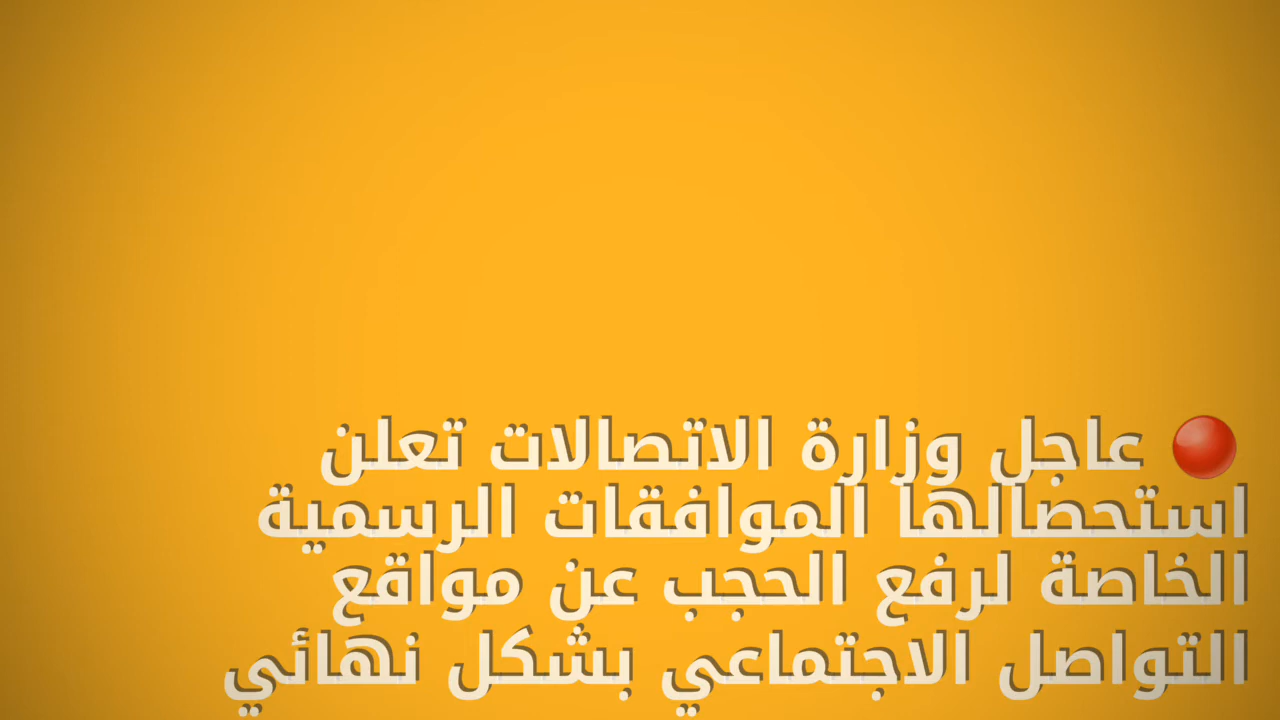 🔴 عاجل وزارة الاتصالات تعلن
استحصالها الموافقات الرسمية
الخاصة لرفع الحجب عن مواقع
التواصل الاجتماعي بشكل نهائي